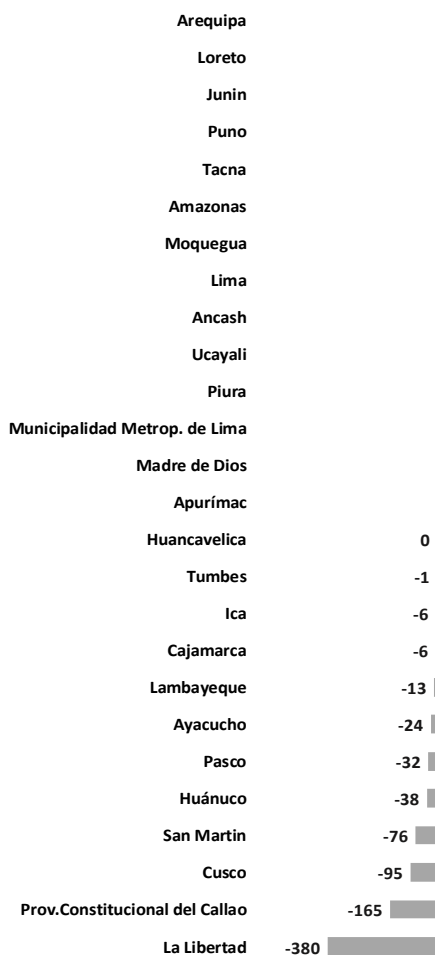 Arequipa
Loreto
Junin
Puno
Tacna
Amazonas
Moquegua
Lima
Ancash
Ucayali
Piura
Municipalidad Metrop. de Lima
Madre de Dios
Apurímac
Huancavelica 0
Tumbes -1
Ica -6
Cajamarca -6
Lambayeque -13
Ayacucho -24
Pasco -32
Huánuco -38
San Martin -76
Cusco -95
Prov.Constitucional del Callao -165
La Libertad -380